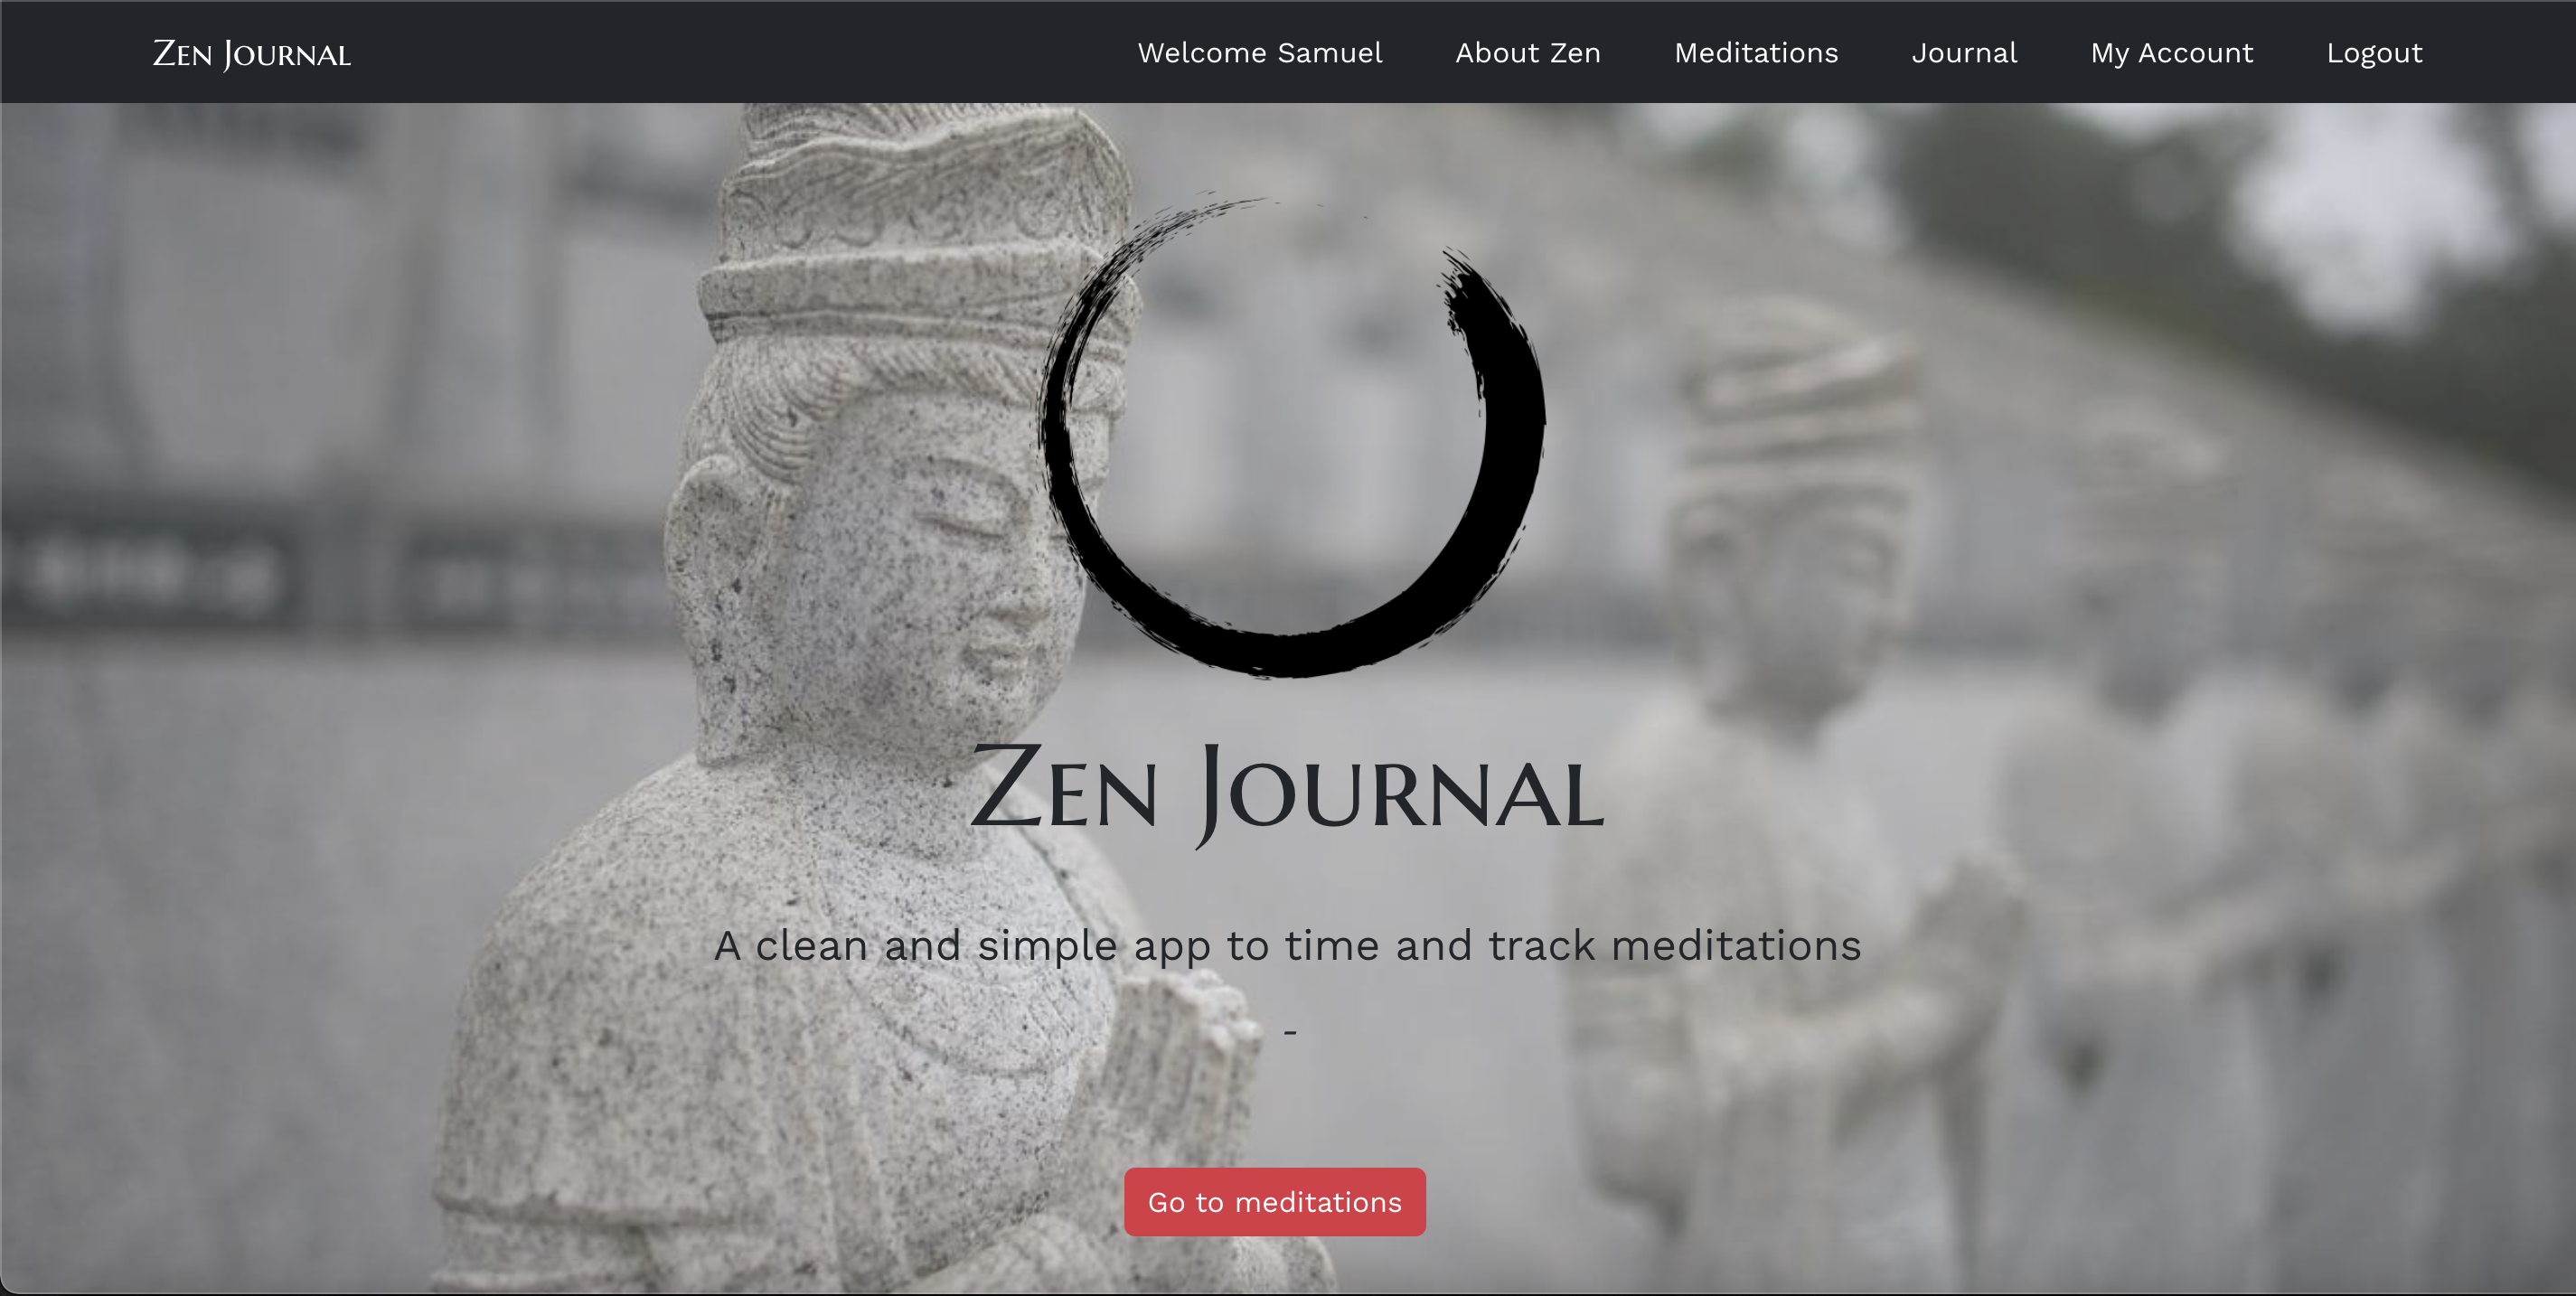 Zen Journal
Welcome Samuel
About Zen
Meditations
Journal
My Account
Logout
Zen Journal
A clean and simple app to time and track meditations
-
Go to meditations